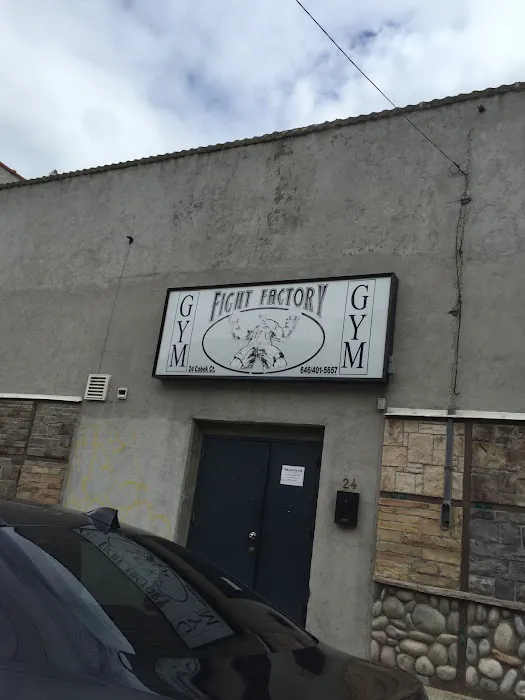 GYM
FIGHT FACTORY
GYM
24 Cobek Ct.
646/401-5657
24